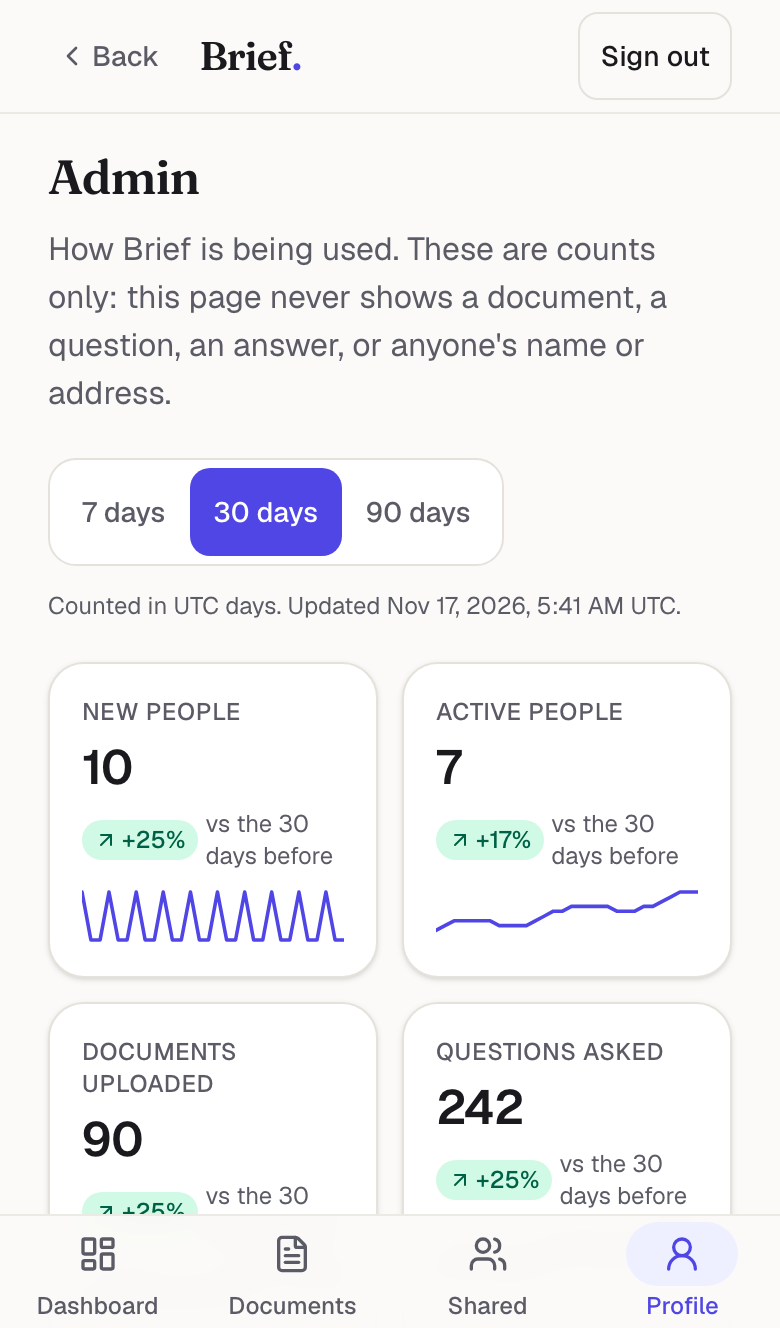 Back
Brief.
Sign out
Admin
How Brief is being used. These are counts
only: this page never shows a document, a
question, an answer, or anyone's name or
address.
7 days
30 days
90 days
Counted in UTC days. Updated Nov 17, 2026, 5:41 AM UTC.
NEW PEOPLE
10
+25%
vs the 30
days before
ACTIVE PEOPLE
7
+17%
vs the 30
days before
DOCUMENTS
UPLOADED
90
+25%
vs the 30
QUESTIONS ASKED
242
+25%
vs the 30
days before
Dashboard
Documents
Shared
Profile